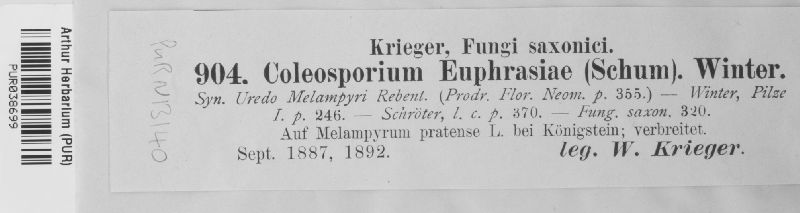 Arthur Herbarium (PUR)
PUR038699
PUR N13140
Krieger, Fungi saxonici.
904. Coleosporium Euphrasiae (Schum). Winter.
Syn. Uredo Melampyri Rebent. (Prodr. Flor. Neom. p. 355.) — Winter, Pilze
I. p. 246. — Schröter, l. c. p. 370. — Fung. saxon. 320.
Auf Melampyrum pratense L. bei Königstein; verbreitet.
Sept. 1887, 1892.
leg. W. Krieger.